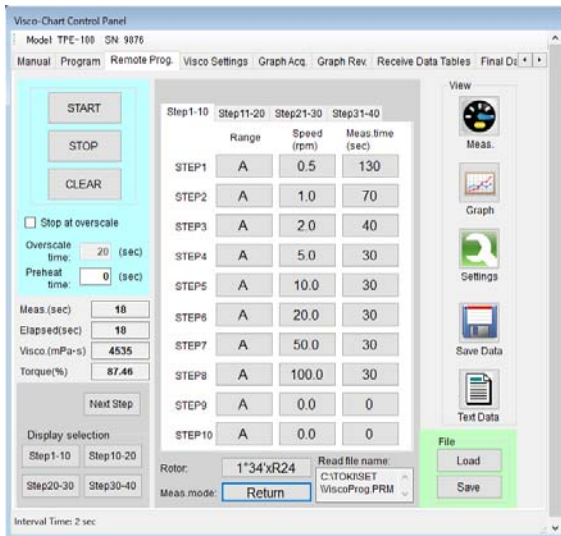 Visco-Chart Control Panel
Model TPE-100 SN 9876
Manual Program Remote Prog. Visco Settings Graph Acq. Graph Rev. Receive Data Tables Final Da
START
STOP
CLEAR
Stop at overscale
Overscale time: 20 (sec)
Preheat time: 0 (sec)
Meas.(sec) 18
Elapsed(sec) 18
Visco.(mPa·s) 4535
Torque(%) 87.46
Next Step
Display selection
Step1-10 Step10-20
Step20-30 Step30-40
Step1-10 Step11-20 Step21-30 Step31-40
Range Speed (rpm) Meas.time (sec)
STEP1 A 0.5 130
STEP2 A 1.0 70
STEP3 A 2.0 40
STEP4 A 5.0 30
STEP5 A 10.0 30
STEP6 A 20.0 30
STEP7 A 50.0 30
STEP8 A 100.0 30
STEP9 A 0.0 0
STEP10 A 0.0 0
Rotor: 1°34'xR24
Meas.mode: Return
Read file name:
C:\TOKI\SET
\ViscoProg.PRM
View
Meas.
Graph
Settings
Save Data
Text Data
File
Load
Save
Interval Time: 2 sec